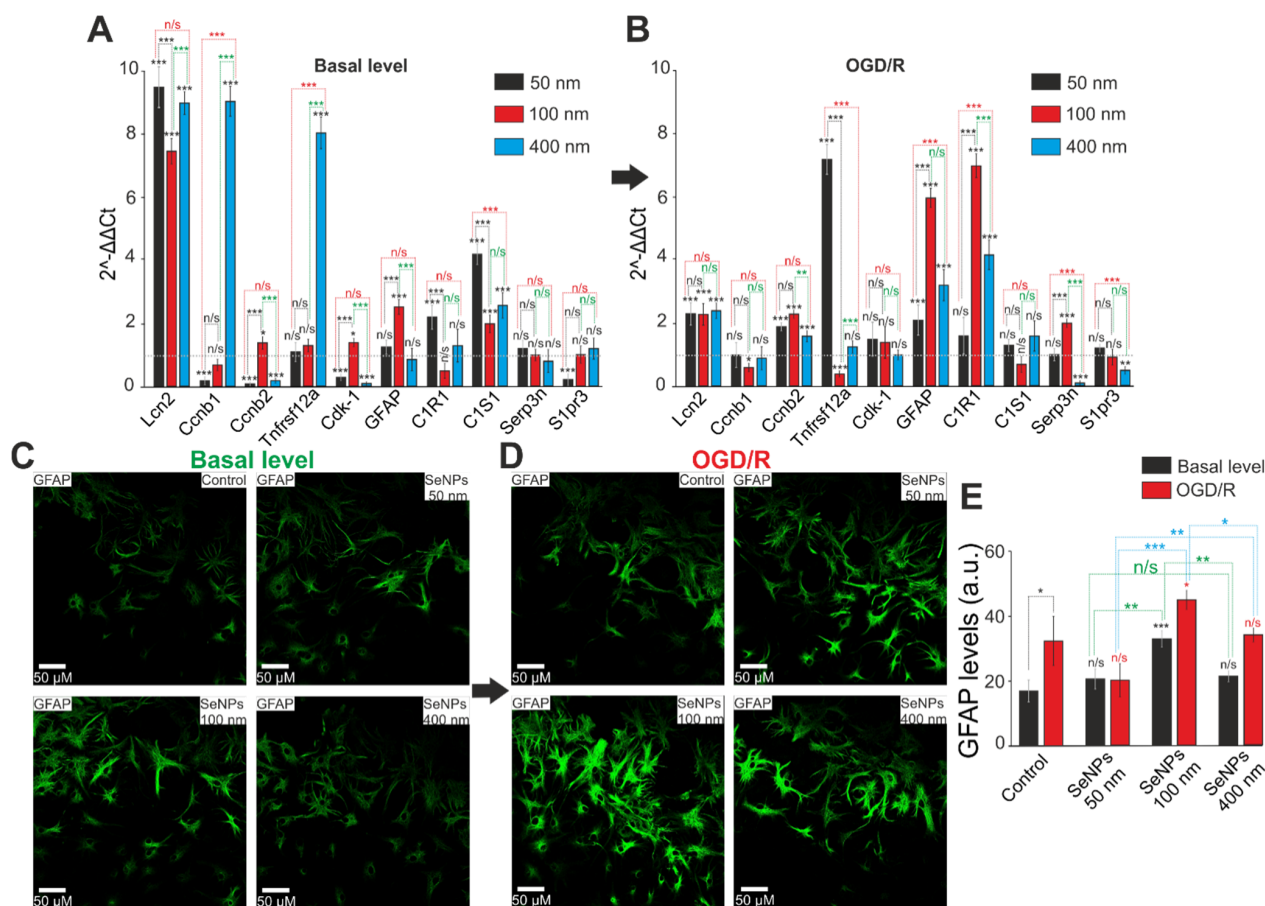 A
Basal level
50 nm
100 nm
400 nm
2^-ΔΔCt
10
8
6
4
2
0
n/s
***
***
***
***
***
***
***
***
n/s
***
n/s
***
***
***
*
***
***
***
***
n/s
n/s
***
n/s
***
***
*
***
n/s
***
***
n/s
***
n/s
n/s
***
***
n/s
n/s
n/s
***
***
n/s
***
***
***
n/s
n/s
n/s
n/s
n/s
n/s
n/s
n/s
n/s
***
n/s
n/s
Lcn2
Ccnb1
Ccnb2
Tnfrsf12a
Cdk-1
GFAP
C1R1
C1S1
Serp3n
S1pr3
B
OGD/R
50 nm
100 nm
400 nm
2^-ΔΔCt
10
8
6
4
2
0
n/s
n/s
n/s
***
***
***
n/s
n/s
n/s
n/s
*
n/s
n/s
n/s
**
***
***
***
***
***
***
***
***
n/s
n/s
n/s
n/s
n/s
n/s
n/s
***
***
n/s
n/s
***
***
***
***
***
n/s
***
***
n/s
n/s
n/s
n/s
n/s
n/s
***
***
***
n/s
***
***
***
n/s
n/s
n/s
n/s
**
Lcn2
Ccnb1
Ccnb2
Tnfrsf12a
Cdk-1
GFAP
C1R1
C1S1
Serp3n
S1pr3
C
Basal level
GFAP
Control
50 µM
GFAP
SeNPs
50 nm
50 µM
GFAP
SeNPs
100 nm
50 µM
GFAP
SeNPs
400 nm
50 µM
D
OGD/R
GFAP
Control
50 µM
GFAP
SeNPs
50 nm
50 µM
GFAP
SeNPs
100 nm
50 µM
GFAP
SeNPs
400 nm
50 µM
E
Basal level
OGD/R
GFAP levels (a.u.)
60
40
20
0
**
*
***
**
n/s
**
*
n/s
n/s
***
*
n/s
n/s
Control
SeNPs
50 nm
SeNPs
100 nm
SeNPs
400 nm